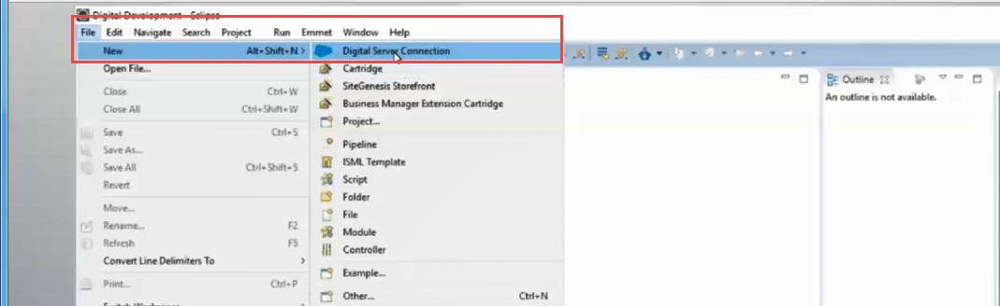 Digital Development - Eclipse
File Edit Navigate Search Project Run Emmet Window Help
New Alt+Shift+N
Open File...
Close Ctrl+W
Close All Ctrl+Shift+W
Save Ctrl+S
Save As...
Save All Ctrl+Shift+S
Revert
Move...
Rename... F2
Refresh F5
Convert Line Delimiters To
Print... Ctrl+P
Switch Workspace
Digital Server Connection
Cartridge
SiteGenesis Storefront
Business Manager Extension Cartridge
Project...
Pipeline
ISML Template
Script
Folder
File
Module
Controller
Example...
Other... Ctrl+N
Outline
An outline is not available.